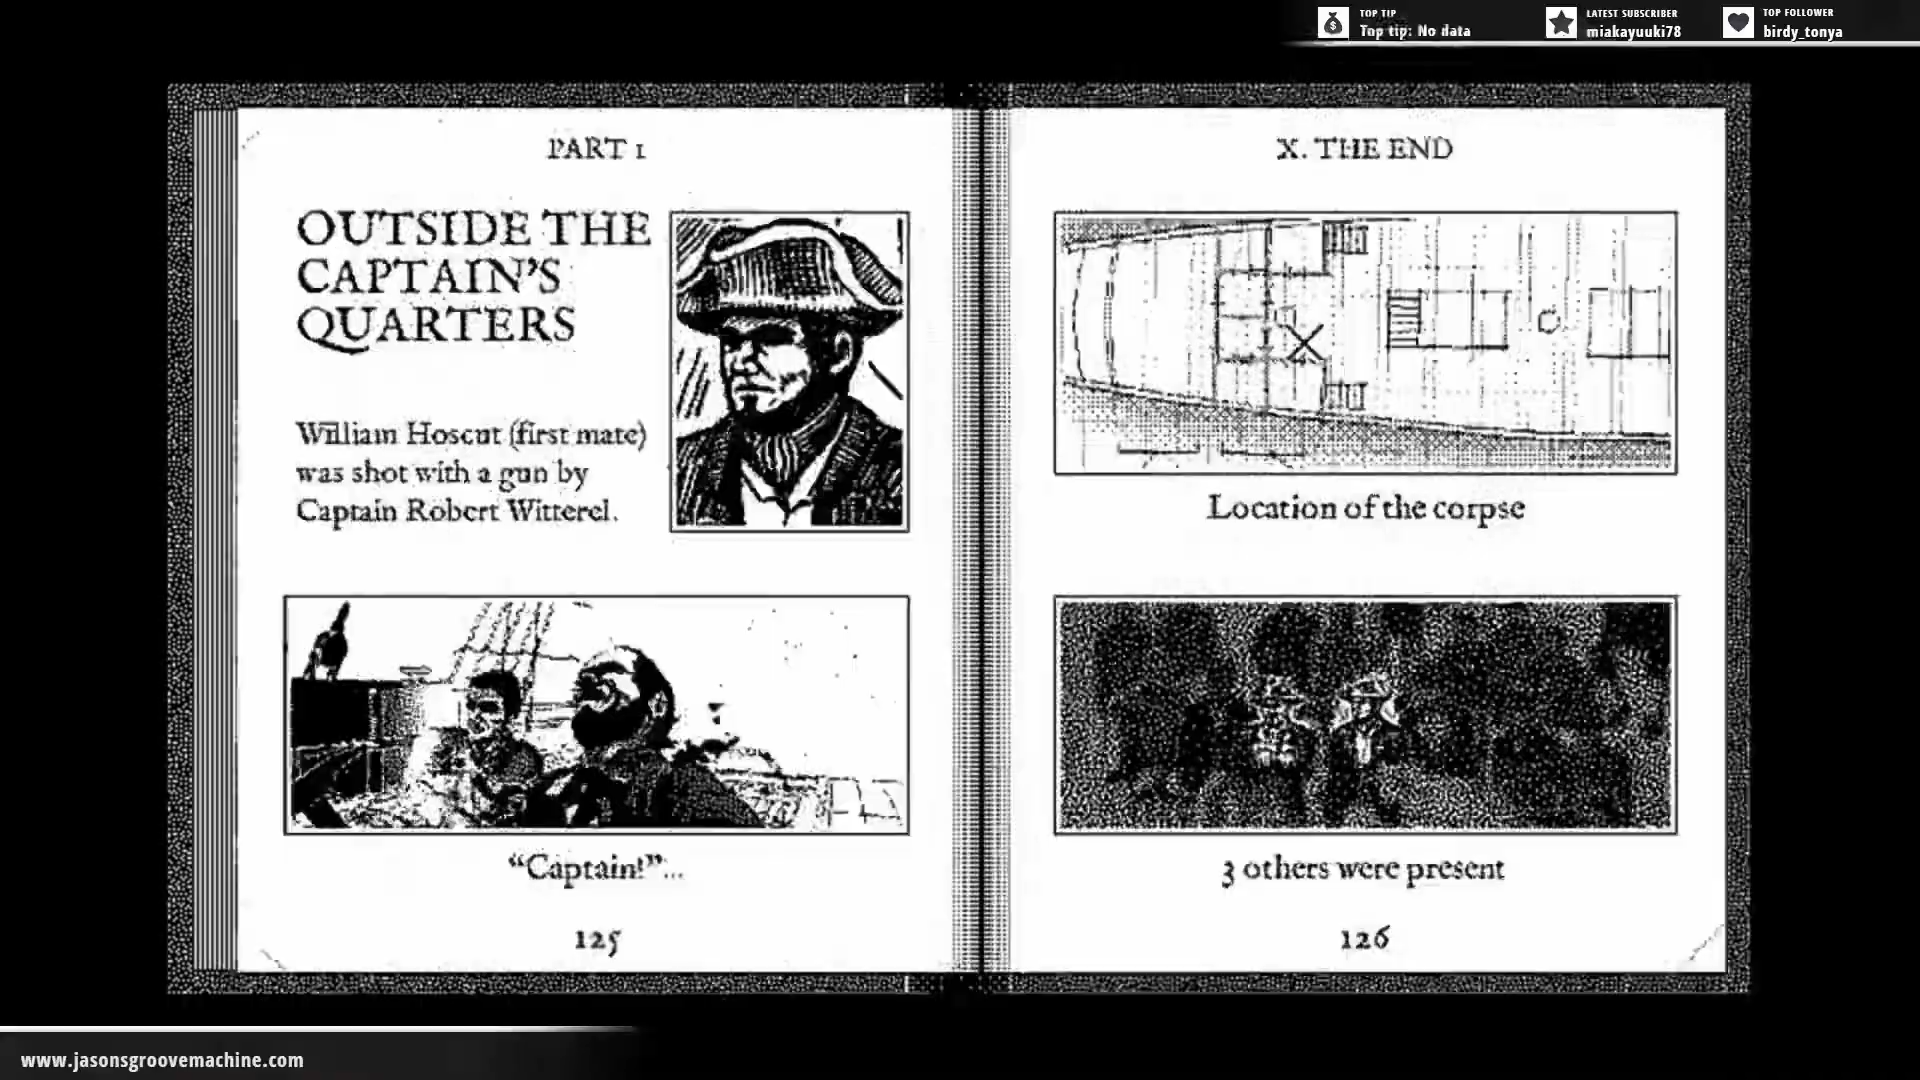 TOP TIP
Top tip: No data
LATEST SUBSCRIBER
miakayuuki78
TOP FOLLOWER
birdy_tonya
PART 1
OUTSIDE THE
CAPTAIN'S
QUARTERS
William Hoscut (first mate)
was shot with a gun by
Captain Robert Witterel.
"Captain!"...
125
X. THE END
Location of the corpse
3 others were present
126
www.jasonsgroovemachine.com